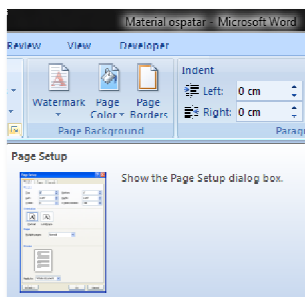 Material ospatar - Microsoft Word
Review View Developer
Indent
Watermark Page Color Page Borders
Left: 0 cm
Right: 0 cm
Page Background Parag
Page Setup
Show the Page Setup dialog box.